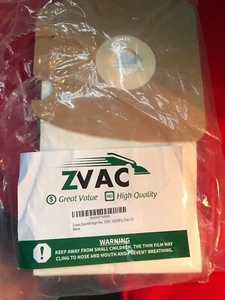 ZVAC
Great Value
High Quality
WARNING
KEEP AWAY FROM SMALL CHILDREN. THE THIN FILM MAY
CLING TO NOSE AND MOUTH AND PREVENT BREATHING.